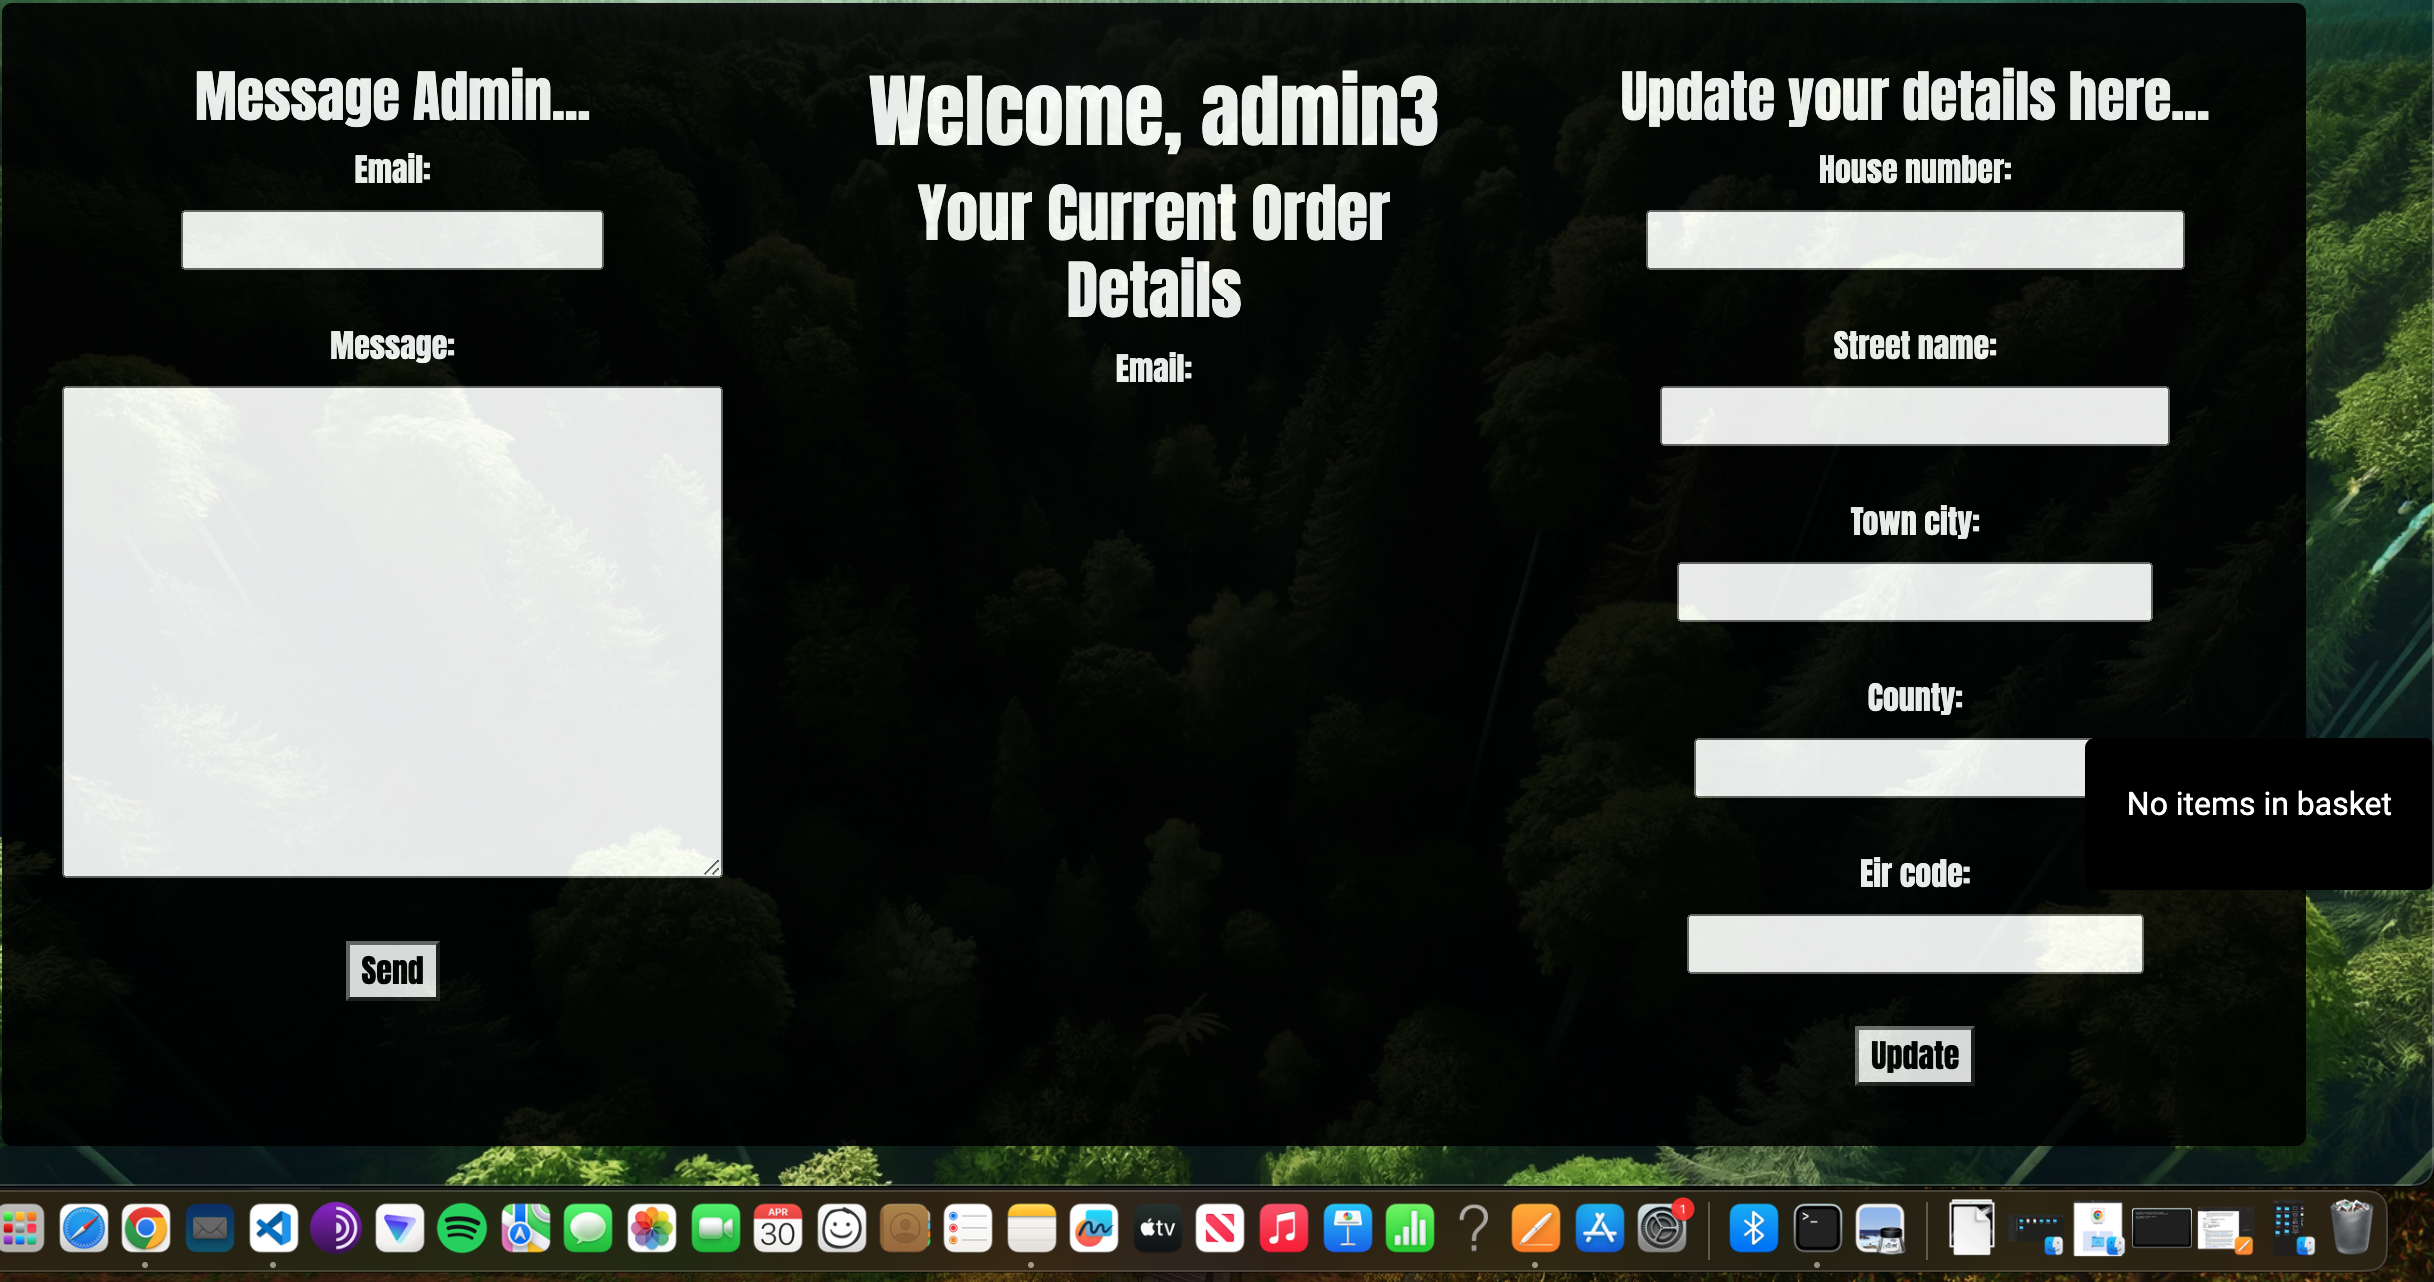 Message Admin...
Email:
Message:
Send
Welcome, admin3
Your Current Order
Details
Email:
Update your details here...
House number:
Street name:
Town city:
County:
No items in basket
Eir code:
Update
APR
30
tv
1